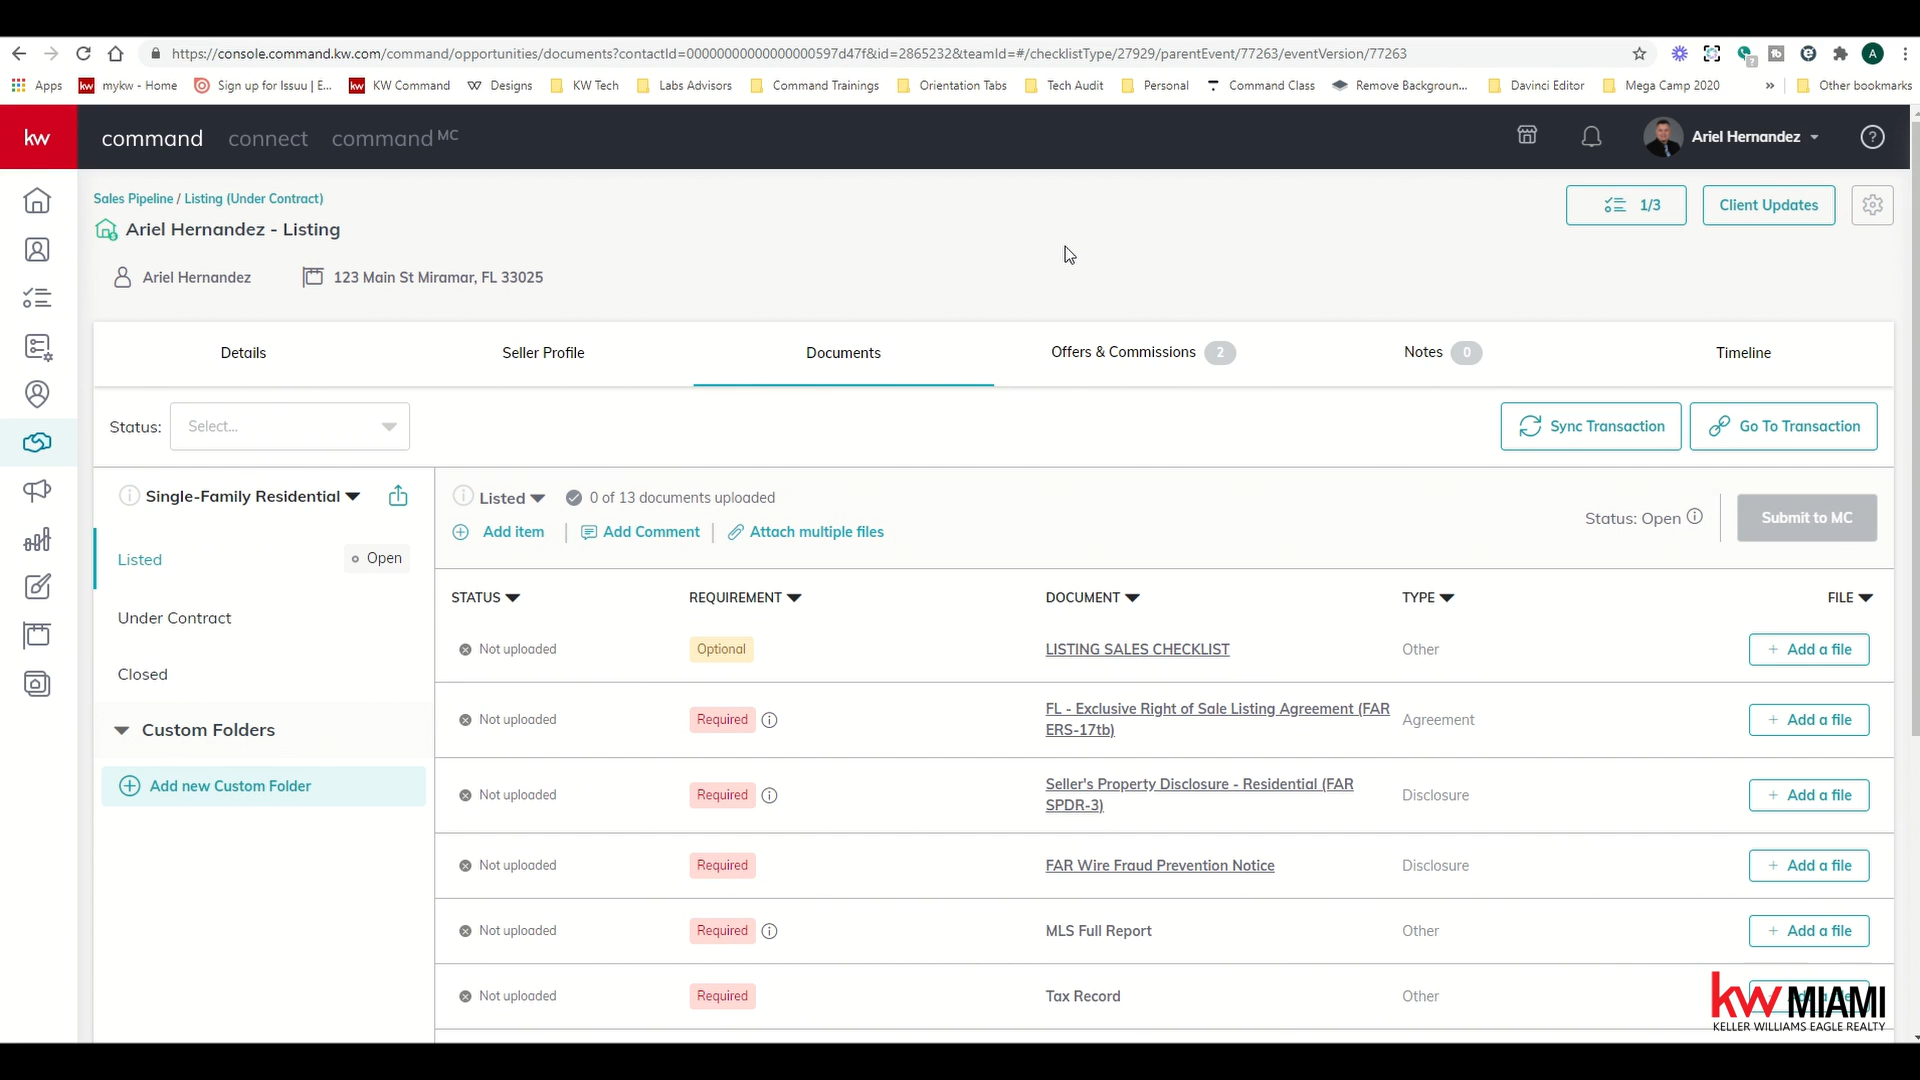 https://console.command.kw.com/command/opportunities/documents?contactId=00000000000000000597d47f&id=2865232&teamId=#/checklistType/27929/parentEvent/77263/eventVersion/77263
A
Apps
kw mykw - Home
Sign up for Issuu | E...
kw KW Command
Designs
KW Tech
Labs Advisors
Command Trainings
Orientation Tabs
Tech Audit
Personal
Command Class
Remove Backgroun...
Davinci Editor
Mega Camp 2020
»
Other bookmarks
kw
command connect command MC
Ariel Hernandez
?
Sales Pipeline / Listing (Under Contract)
1/3
Client Updates
Ariel Hernandez - Listing
Ariel Hernandez
123 Main St Miramar, FL 33025
Details
Seller Profile
Documents
Offers & Commissions 2
Notes 0
Timeline
Status: Select...
Sync Transaction
Go To Transaction
Single-Family Residential
Listed
Open
Under Contract
Closed
Custom Folders
Add new Custom Folder
Listed
0 of 13 documents uploaded
Add item | Add Comment | Attach multiple files
Status: Open
Submit to MC
STATUS REQUIREMENT DOCUMENT TYPE FILE
Not uploaded Optional LISTING SALES CHECKLIST Other + Add a file
Not uploaded Required FL - Exclusive Right of Sale Listing Agreement (FAR
ERS-17tb) Agreement + Add a file
Not uploaded Required Seller's Property Disclosure - Residential (FAR
SPDR-3) Disclosure + Add a file
Not uploaded Required FAR Wire Fraud Prevention Notice Disclosure + Add a file
Not uploaded Required MLS Full Report Other + Add a file
Not uploaded Required Tax Record Other
kw MIAMI
KELLER WILLIAMS EAGLE REALTY